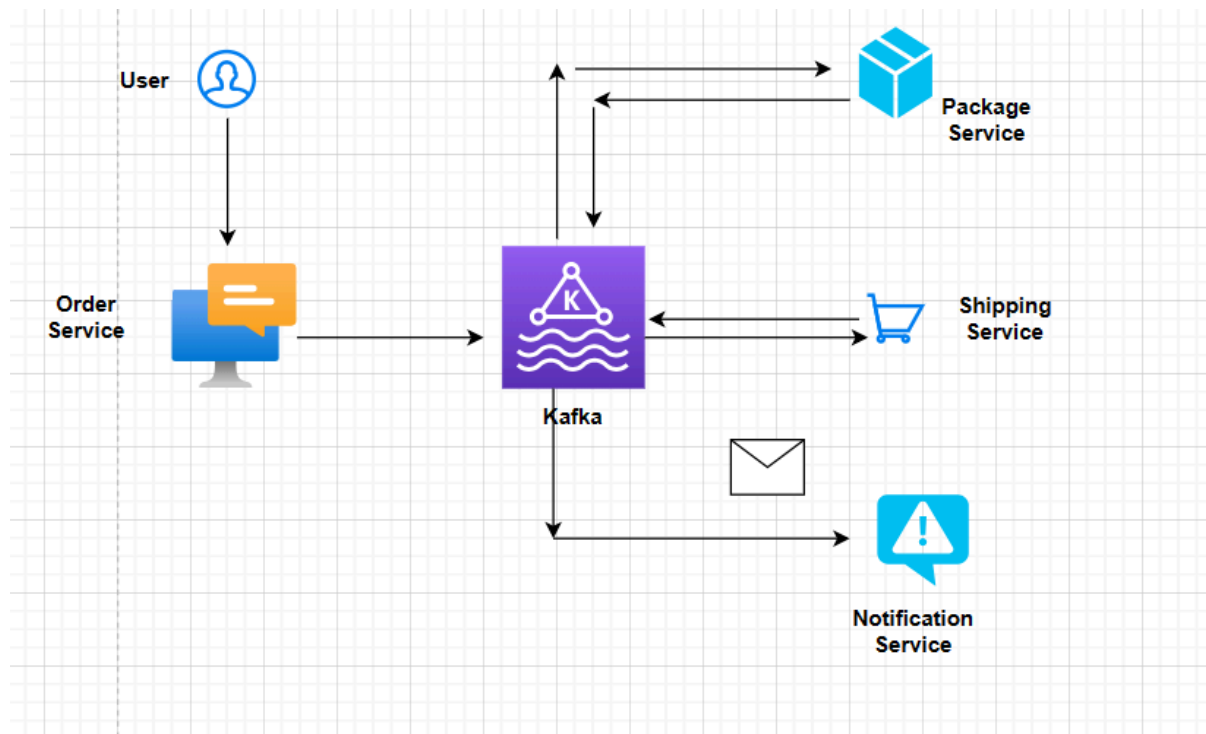 User
Package
Service
Order
Service
K
Shipping
Service
Kafka
!
Notification
Service